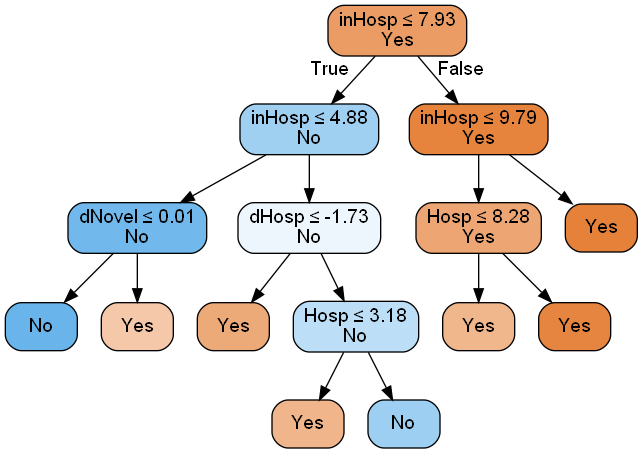 inHosp ≤ 7.93
Yes
True
False
inHosp ≤ 4.88
No
inHosp ≤ 9.79
Yes
dNovel ≤ 0.01
No
dHosp ≤ -1.73
No
Hosp ≤ 8.28
Yes
Yes
No
Yes
Yes
Hosp ≤ 3.18
No
Yes
Yes
Yes
No